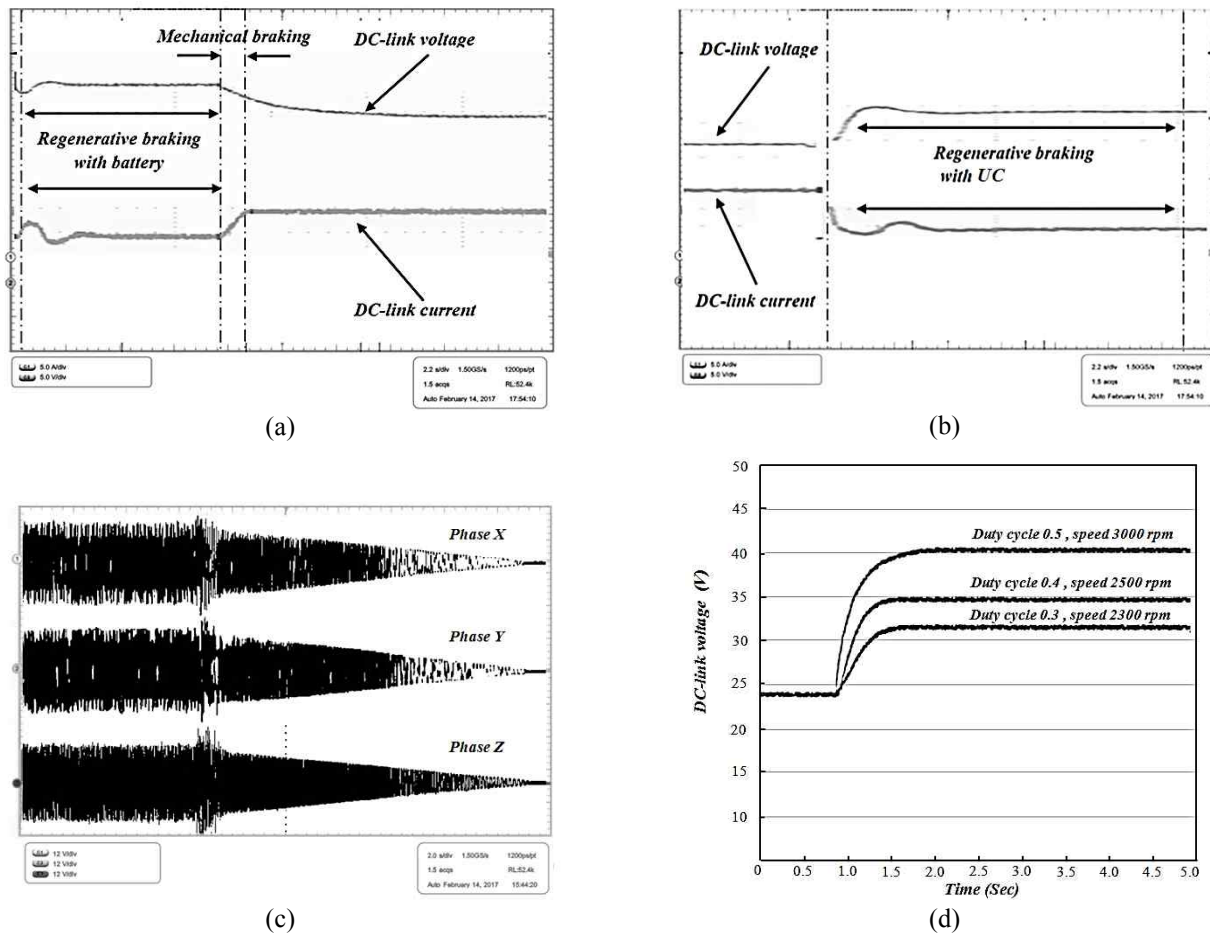 Mechanical braking
DC-link voltage
Regenerative braking
with battery
DC-link current
1
2
5.0 A/div
5.0 V/div
2.2 s/div 1.50GS/s 1200ps/pt
1.5 acqs RL:52.4k
Auto February 14, 2017 17:54:10
(a)
DC-link voltage
Regenerative braking
with UC
DC-link current
1
2
5.0 A/div
5.0 V/div
2.2 s/div 1.50GS/s 1200ps/pt
1.5 acqs RL:52.4k
Auto February 14, 2017 17:54:10
(b)
Phase X
Phase Y
Phase Z
12 V/div
12 V/div
12 V/div
2.0 s/div 1.50GS/s 1200ps/pt
1.5 acqs RL:52.4k
Auto February 14, 2017 15:44:20
(c)
50
45
40
35
30
25
20
15
10
DC-link voltage (V)
Duty cycle 0.5 , speed 3000 rpm
Duty cycle 0.4 , speed 2500 rpm
Duty cycle 0.3 , speed 2300 rpm
0 0.5 1.0 1.5 2.0 2.5 3.0 3.5 4.0 4.5 5.0
Time (Sec)
(d)